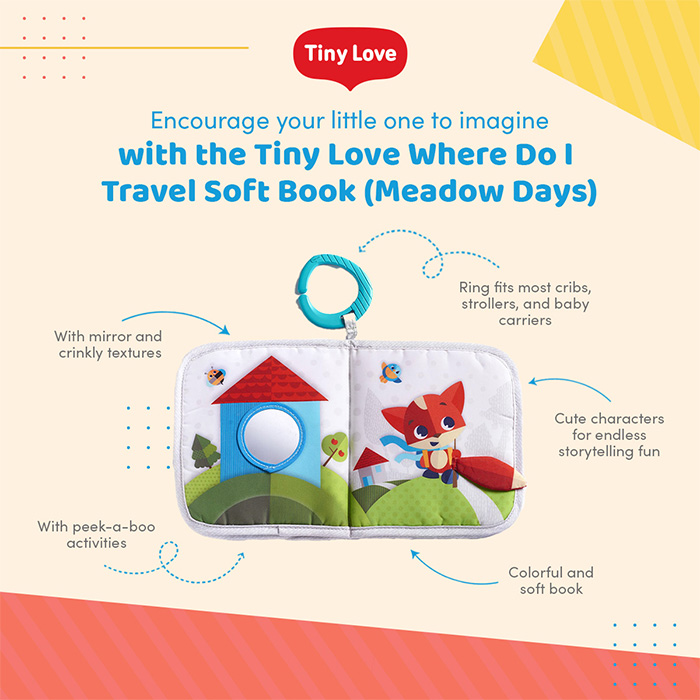 Tiny Love
Encourage your little one to imagine
with the Tiny Love Where Do I
Travel Soft Book (Meadow Days)
Ring fits most cribs,
strollers, and baby
carriers
With mirror and
crinkly textures
Cute characters
for endless
storytelling fun
With peek-a-boo
activities
Colorful and
soft book